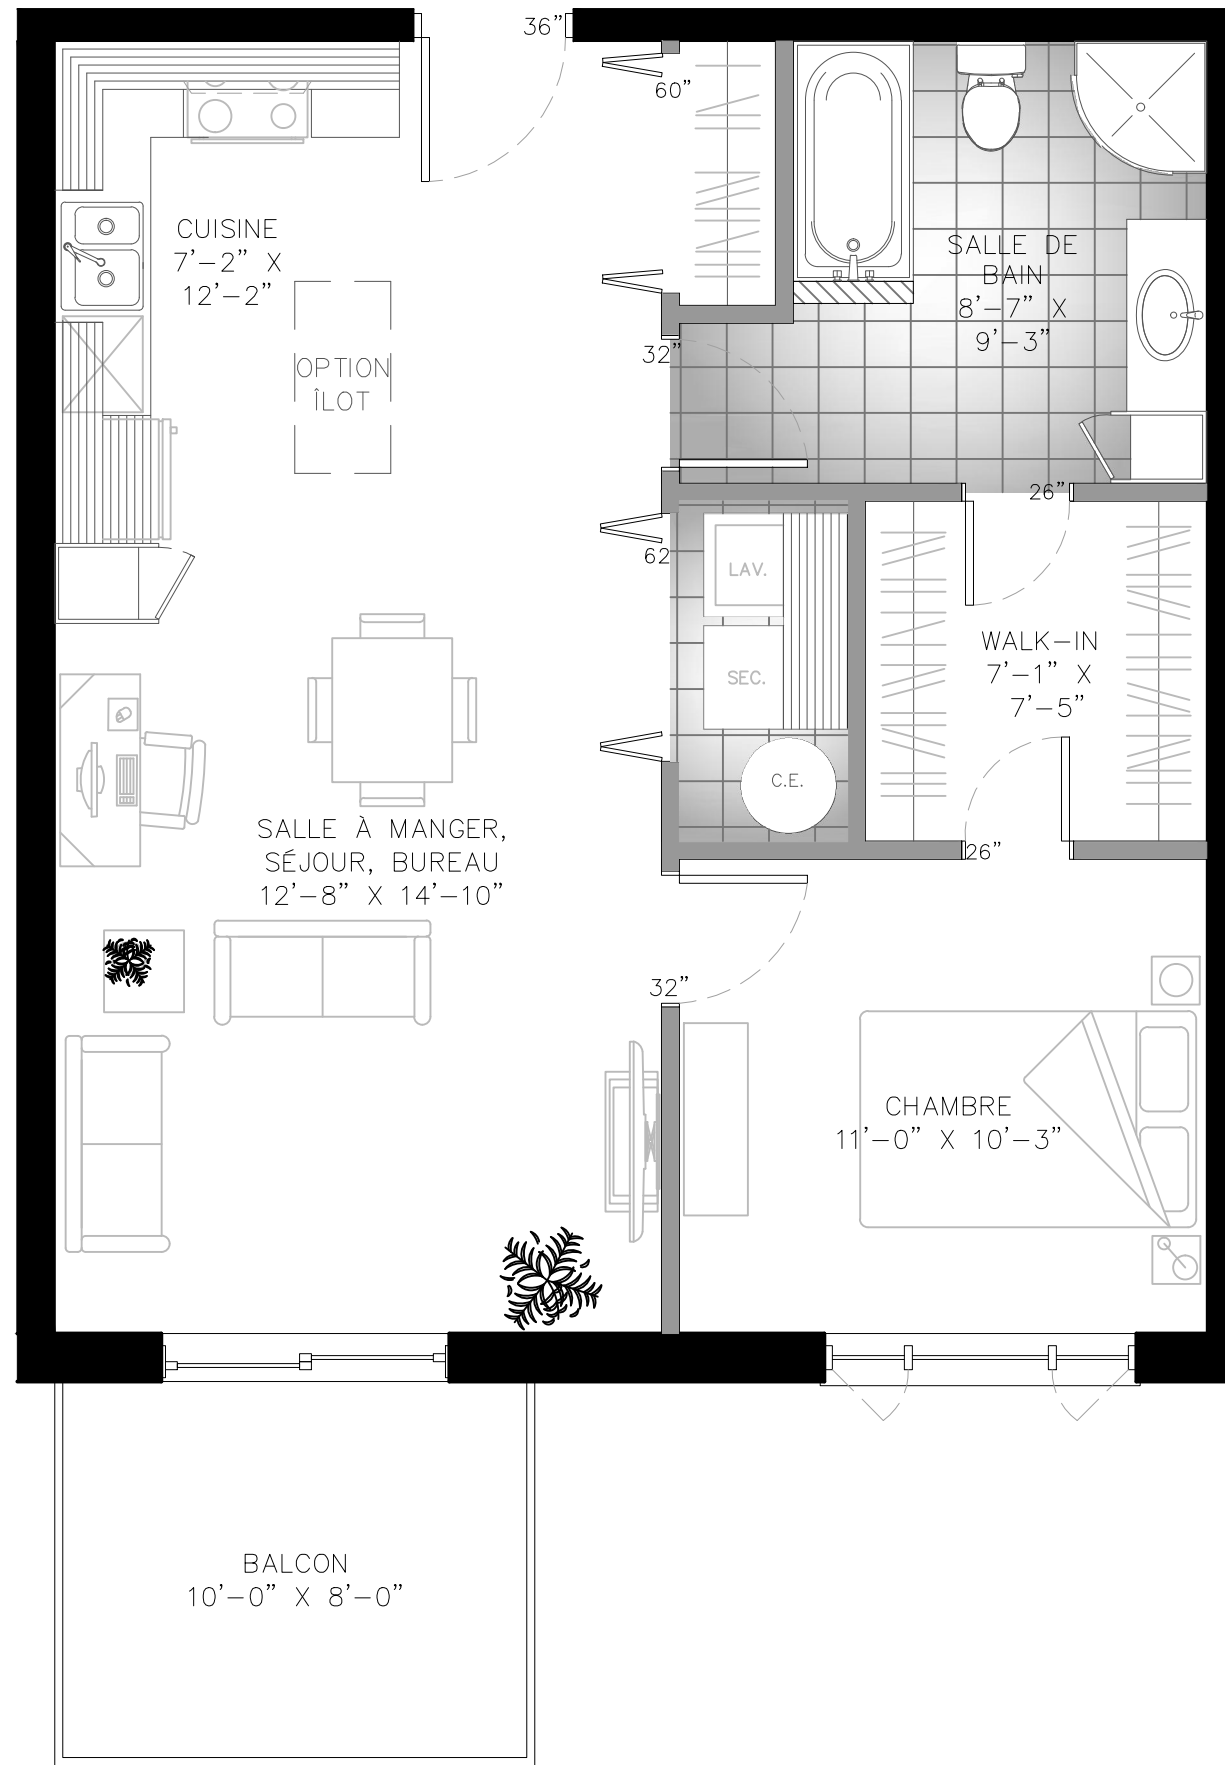 36”
60”
CUISINE
7’-2” X
12’-2”
SALLE DE
BAIN
8’-7” X
9’-3”
32”
OPTION
ÎLOT
26”
62
LAV.
SEC.
WALK-IN
7’-1” X
7’-5”
C.E.
SALLE À MANGER,
SÉJOUR, BUREAU
12’-8” X 14’-10”
26”
32”
CHAMBRE
11’-0” X 10’-3”
BALCON
10’-0” X 8’-0”